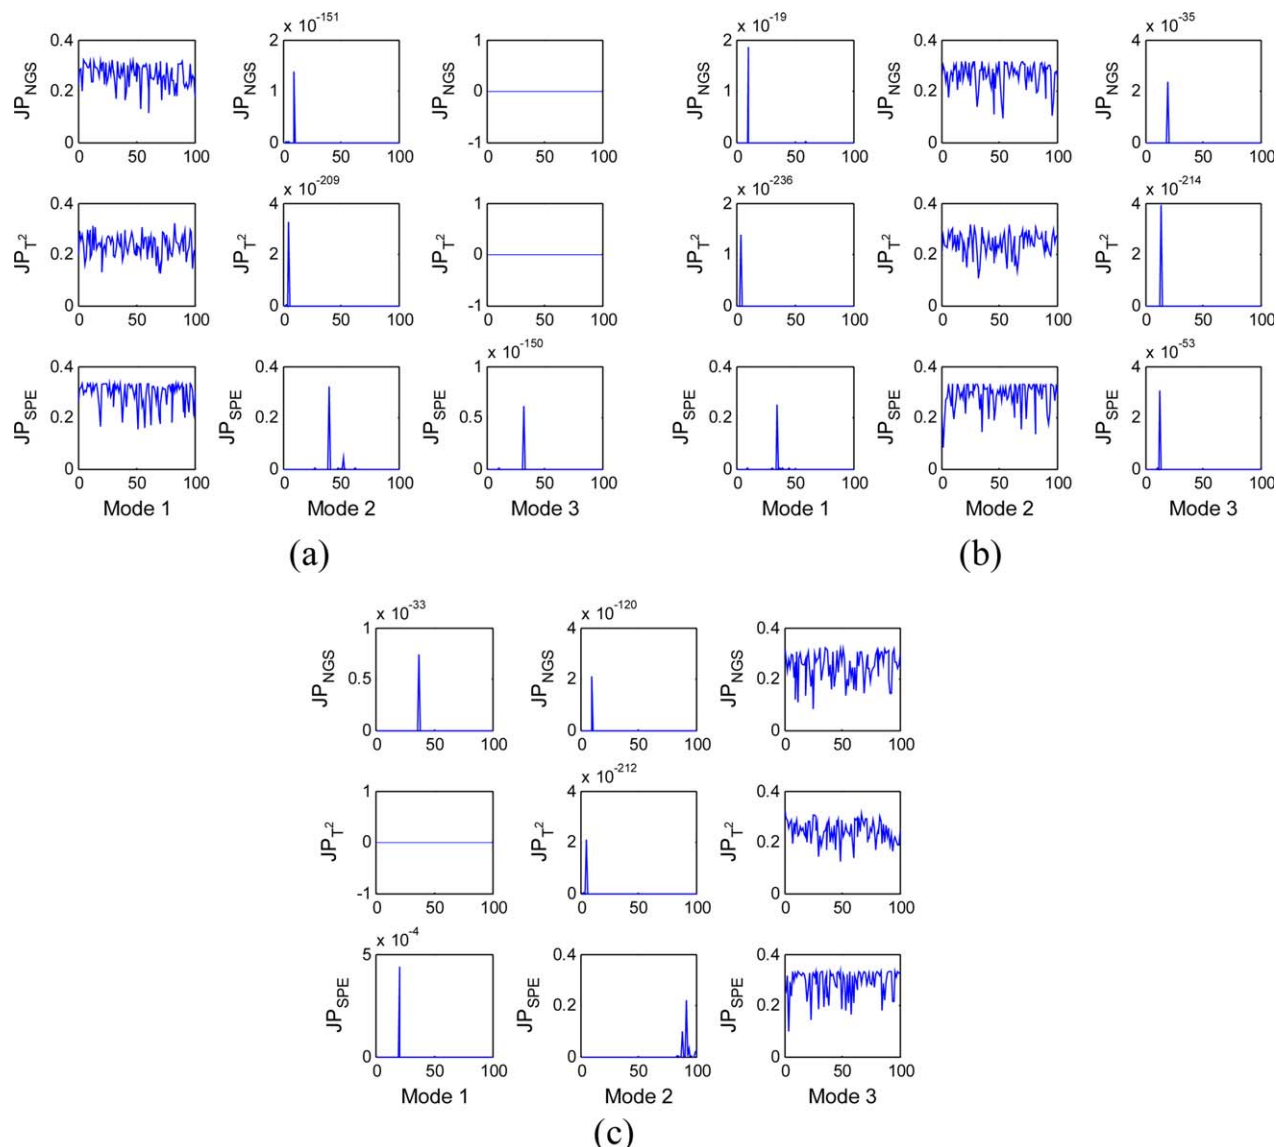 x 10^-151 x 10^-19 x 10^-35
0.4 2 1 2 0.4 4
JP_NGS 0.2 JP_NGS 1 JP_NGS 0 JP_NGS 1 JP_NGS 0.2 JP_NGS 2
0 0 -1 0 0 0
0 50 100 0 50 100 0 50 100 0 50 100 0 50 100 0 50 100
x 10^-209 x 10^-236 x 10^-214
0.4 4 1 2 0.4 4
JP_T^2 0.2 JP_T^2 2 JP_T^2 0 JP_T^2 1 JP_T^2 0.2 JP_T^2 2
0 0 -1 0 0 0
0 50 100 0 50 100 0 50 100 0 50 100 0 50 100 0 50 100
x 10^-150 x 10^-53
0.4 0.4 1 0.4 0.4 4
JP_SPE 0.2 JP_SPE 0.2 JP_SPE 0.5 JP_SPE 0.2 JP_SPE 0.2 JP_SPE 2
0 0 0 0 0 0
0 50 100 0 50 100 0 50 100 0 50 100 0 50 100 0 50 100
Mode 1 Mode 2 Mode 3 Mode 1 Mode 2 Mode 3
(a) (b)
x 10^-33 x 10^-120
1 4 0.4
JP_NGS 0.5 JP_NGS 2 JP_NGS 0.2
0 0 0
0 50 100 0 50 100 0 50 100
x 10^-212
1 4 0.4
JP_T^2 0 JP_T^2 2 JP_T^2 0.2
-1 0 0
0 50 100 0 50 100 0 50 100
x 10^-4
5 0.4 0.4
JP_SPE JP_SPE 0.2 JP_SPE 0.2
0 0 0
0 50 100 0 50 100 0 50 100
Mode 1 Mode 2 Mode 3
(c)